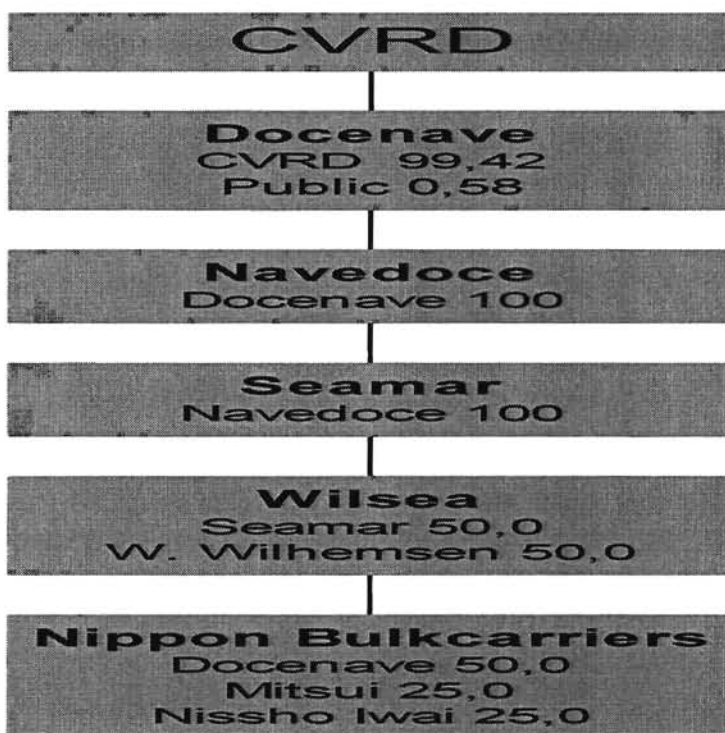 CVRD
Docenave
CVRD 99,42
Public 0,58
Navedoce
Docenave 100
Seamar
Navedoce 100
Wilsea
Seamar 50,0
W. Wilhemsen 50,0
Nippon Bulkcarriers
Docenave 50,0
Mitsui 25,0
Nissho Iwai 25,0